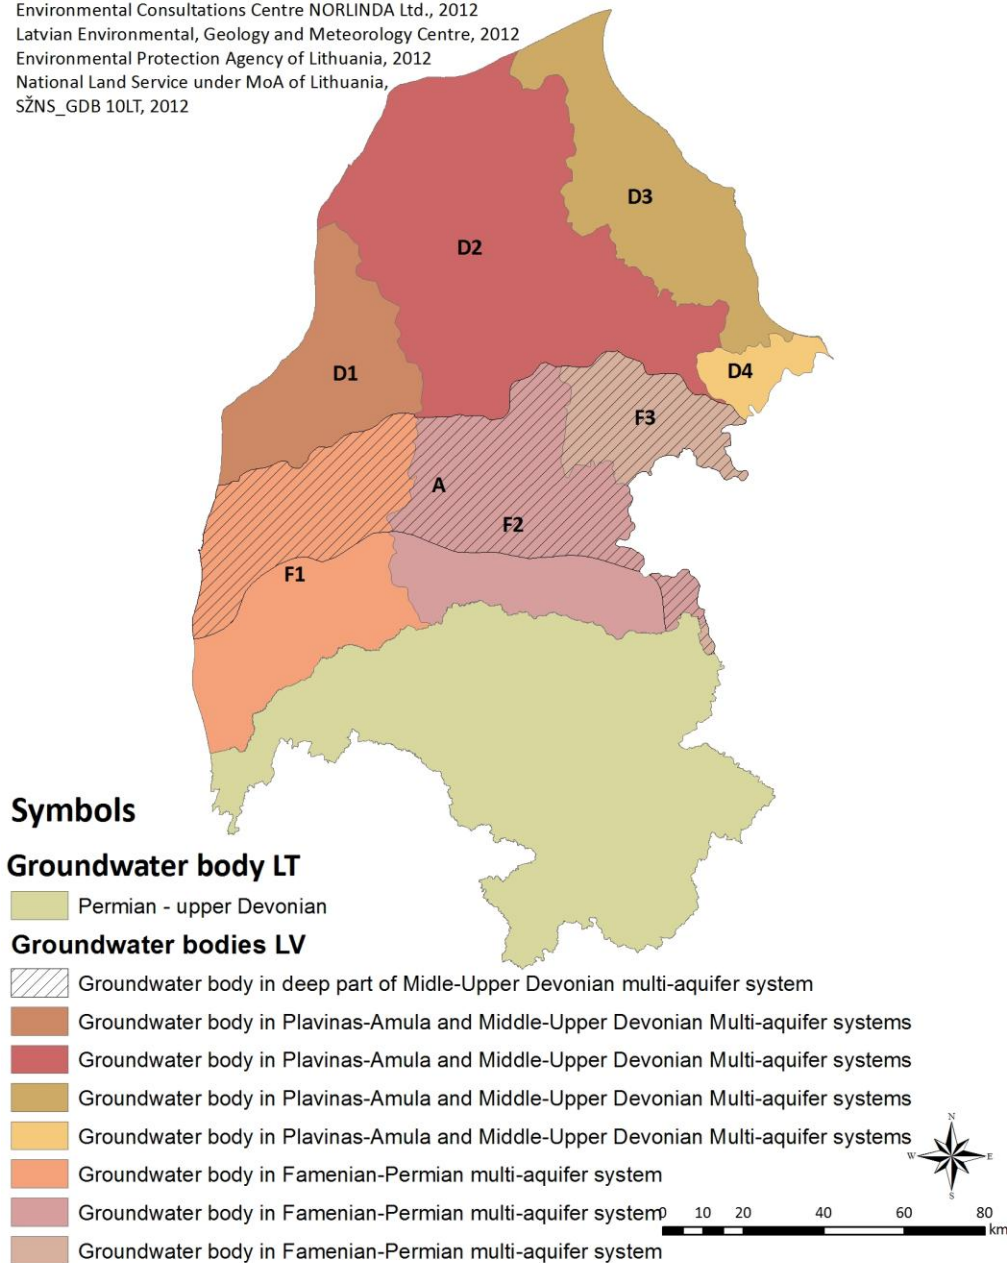 Environmental Consultations Centre NORLINDA Ltd., 2012
Latvian Environmental, Geology and Meteorology Centre, 2012
Environmental Protection Agency of Lithuania, 2012
National Land Service under MoA of Lithuania,
SŽNS_GDB 10LT, 2012
D3
D2
D1
D4
F3
A
F2
F1
Symbols
Groundwater body LT
Permian - upper Devonian
Groundwater bodies LV
Groundwater body in deep part of Midle-Upper Devonian multi-aquifer system
Groundwater body in Plavinas-Amula and Middle-Upper Devonian Multi-aquifer systems
Groundwater body in Plavinas-Amula and Middle-Upper Devonian Multi-aquifer systems
Groundwater body in Plavinas-Amula and Middle-Upper Devonian Multi-aquifer systems
Groundwater body in Plavinas-Amula and Middle-Upper Devonian Multi-aquifer systems
Groundwater body in Famenian-Permian multi-aquifer system
Groundwater body in Famenian-Permian multi-aquifer system
Groundwater body in Famenian-Permian multi-aquifer system
N
W E
S
0 10 20 40 60 80
km